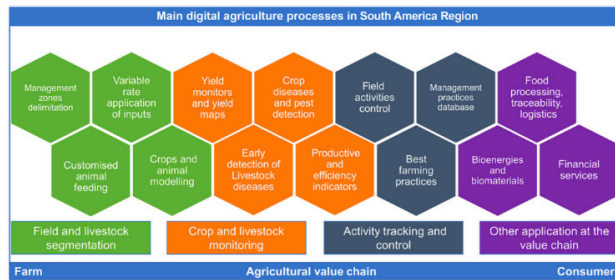 Main digital agriculture processes in South America Region
Management
zones
delimitation
Variable
rate
application
of inputs
Yield
monitors
and yield
maps
Crop
diseases
and pest
detection
Field
activities
control
Management
practices
database
Food
processing,
traceability,
logistics
Customised
animal
feeding
Crops and
animal
modelling
Early
detection of
Livestock
diseases
Productive
and
efficiency
indicators
Best
farming
practices
Bioenergies
and
biomaterials
Financial
services
Field and livestock
segmentation
Crop and livestock
monitoring
Activity tracking and
control
Other application at the
value chain
Farm Agricultural value chain Consumer